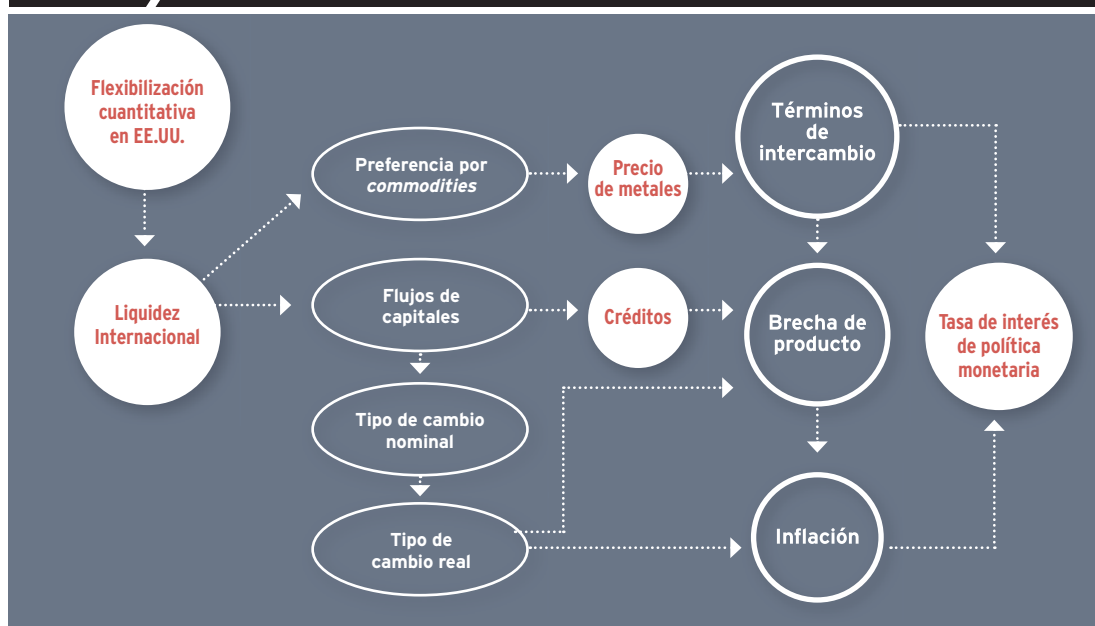 Flexibilización
cuantitativa
en EE.UU.
Liquidez
Internacional
Preferencia por
commodities
Precio
de metales
Términos
de
intercambio
Flujos de
capitales
Créditos
Brecha de
producto
Tasa de interés
de política
monetaria
Tipo de cambio
nominal
Tipo de
cambio real
Inflación